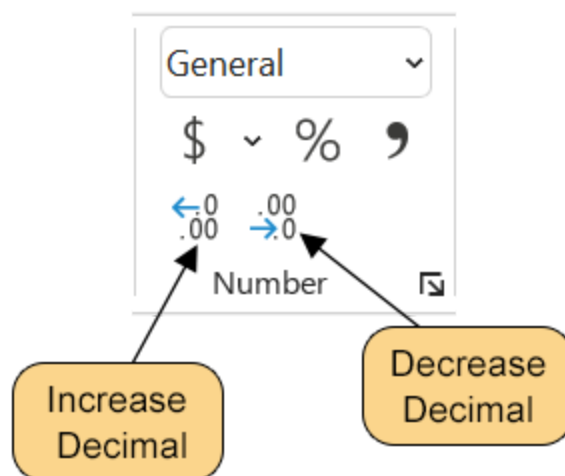 General
$ % ,
.0 .00
.00 .0
Number
Increase
Decimal
Decrease
Decimal